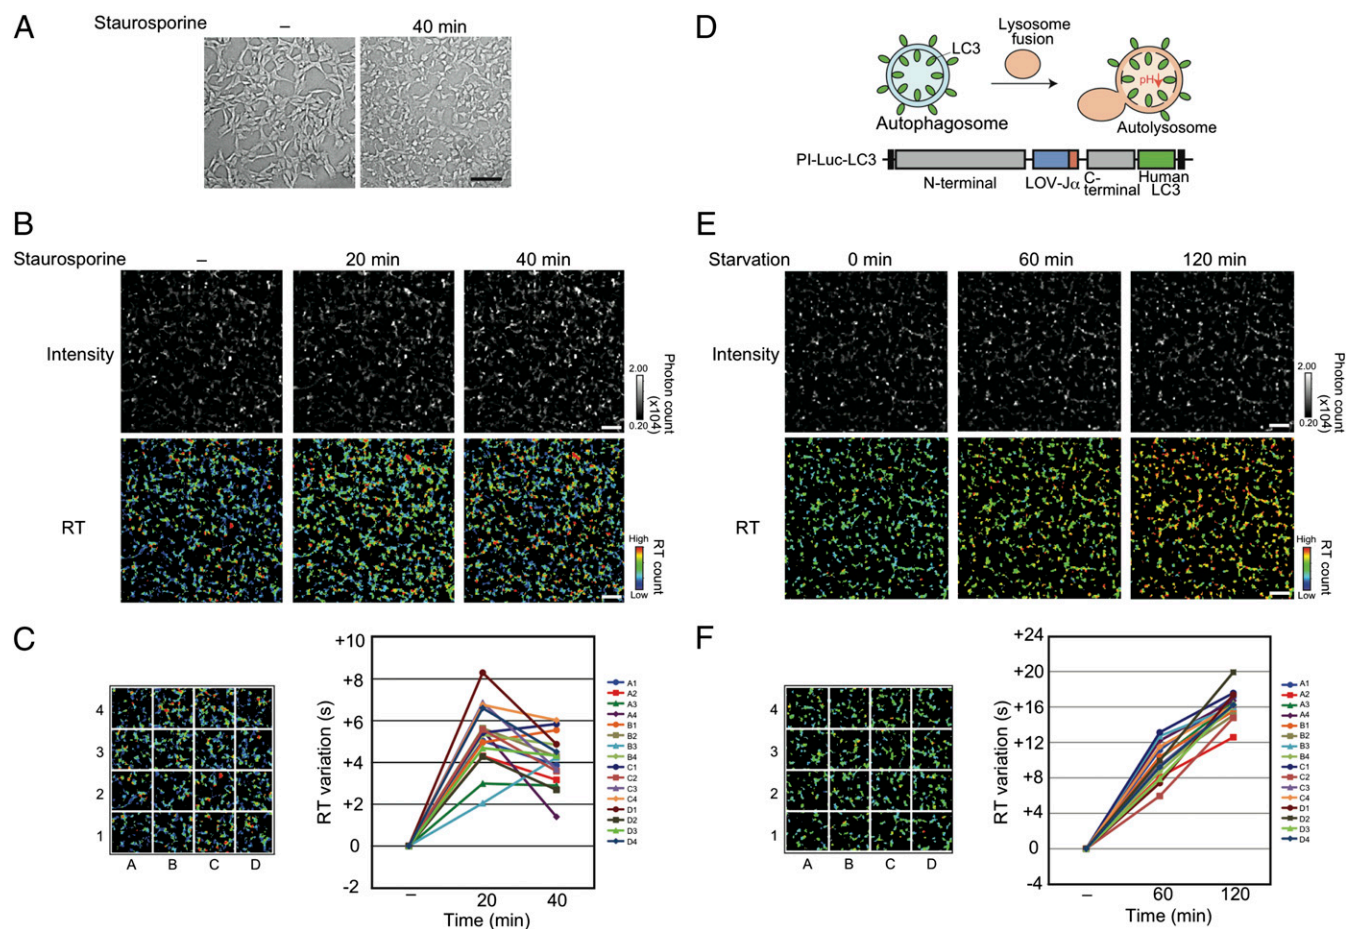 A
Staurosporine
–
40 min
B
Staurosporine
–
20 min
40 min
Intensity
2.00
0.20
Photon count
(x104)
RT
High
Low
RT count
C
4
3
2
1
A
B
C
D
RT variation (s)
+10
+8
+6
+4
+2
0
-2
–
20
40
Time (min)
A1
A2
A3
A4
B1
B2
B3
B4
C1
C2
C3
C4
D1
D2
D3
D4
D
LC3
Lysosome
fusion
pH
Autophagosome
Autolysosome
PI-Luc-LC3
N-terminal
LOV-Jα
C-
terminal
Human
LC3
E
Starvation
0 min
60 min
120 min
Intensity
2.00
0.20
Photon count
(x104)
RT
High
Low
RT count
F
4
3
2
1
A
B
C
D
RT variation (s)
+24
+20
+16
+12
+8
+4
0
-4
–
60
120
Time (min)
A1
A2
A3
A4
B1
B2
B3
B4
C1
C2
C3
C4
D1
D2
D3
D4